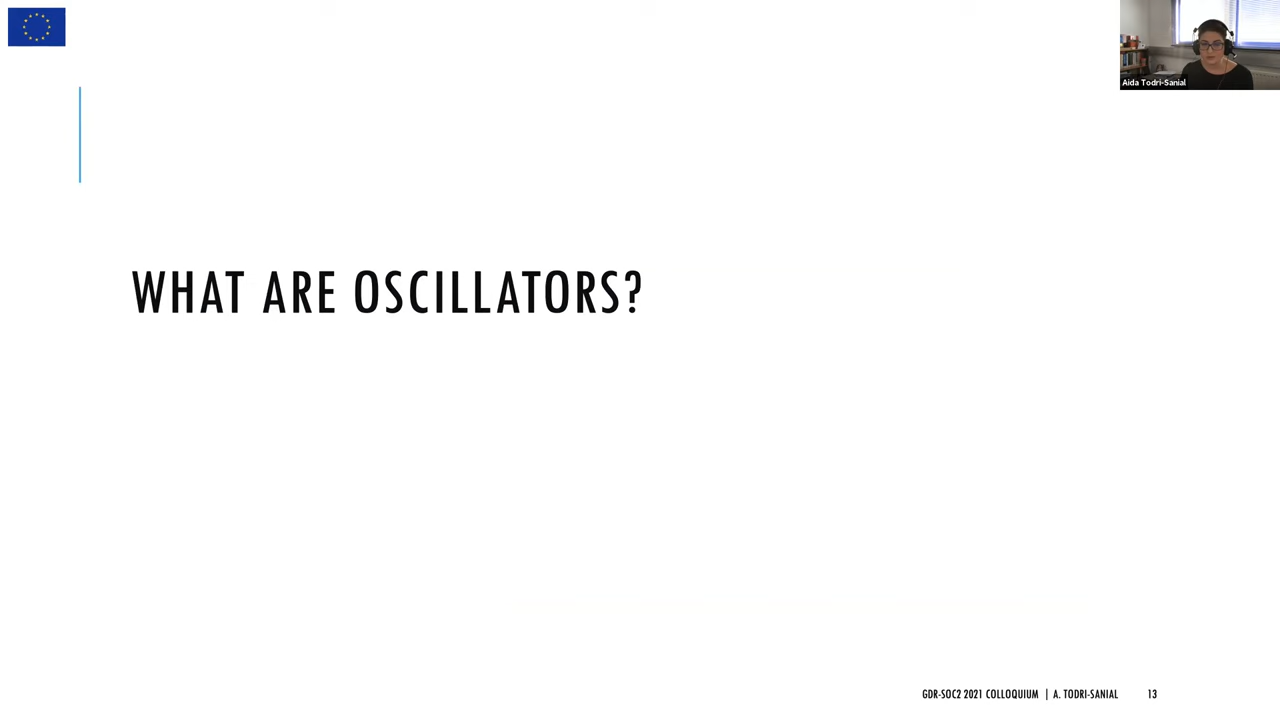 Aida Todri-Sanial
WHAT ARE OSCILLATORS?
GDR-SOC2 2021 COLLOQUIUM | A. TODRI-SANIAL 13